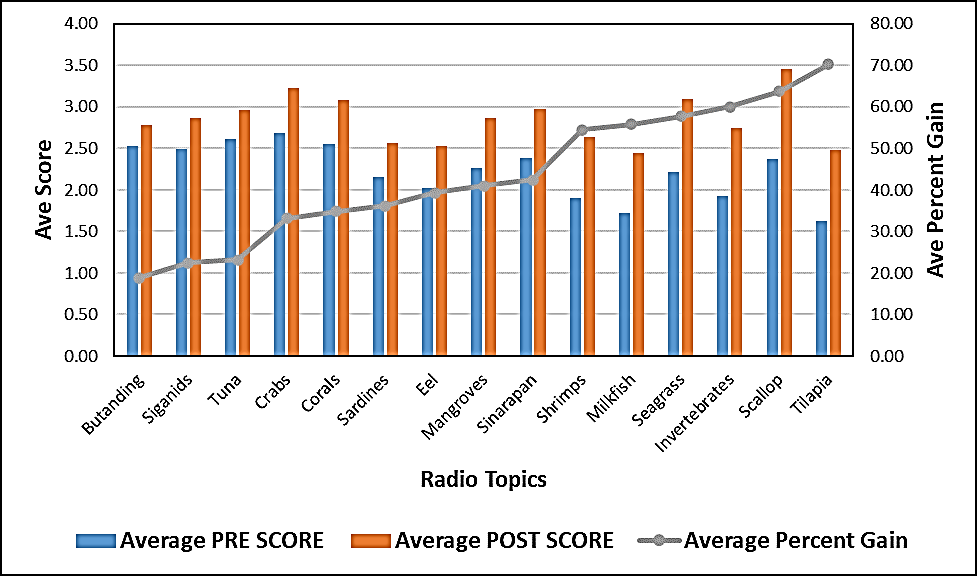 4.00
3.50
3.00
2.50
2.00
1.50
1.00
0.50
0.00
Ave Score
80.00
70.00
60.00
50.00
40.00
30.00
20.00
10.00
0.00
Ave Percent Gain
Butanding
Siganids
Tuna
Crabs
Corals
Sardines
Eel
Mangroves
Sinarapan
Shrimps
Milkfish
Seagrass
Invertebrates
Scallop
Tilapia
Radio Topics
Average PRE SCORE
Average POST SCORE
Average Percent Gain